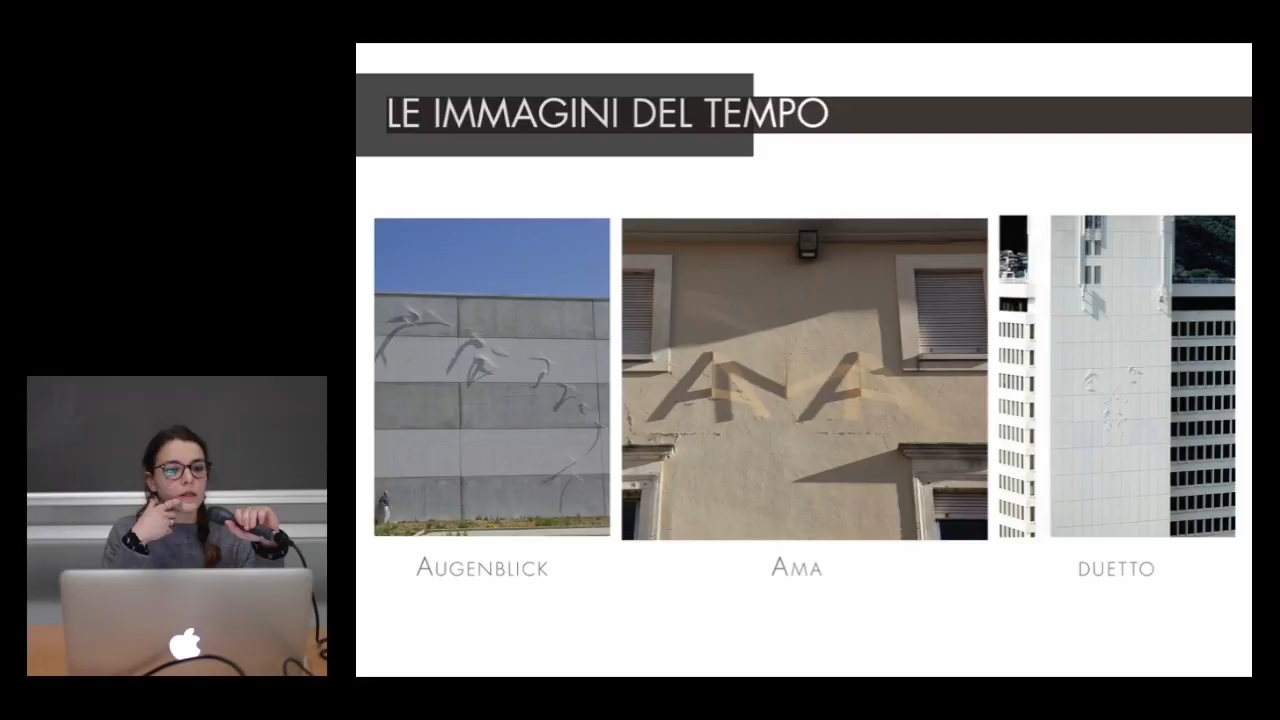 LE IMMAGINI DEL TEMPO
AMA
AUGENBLICK
AMA
DUETTO